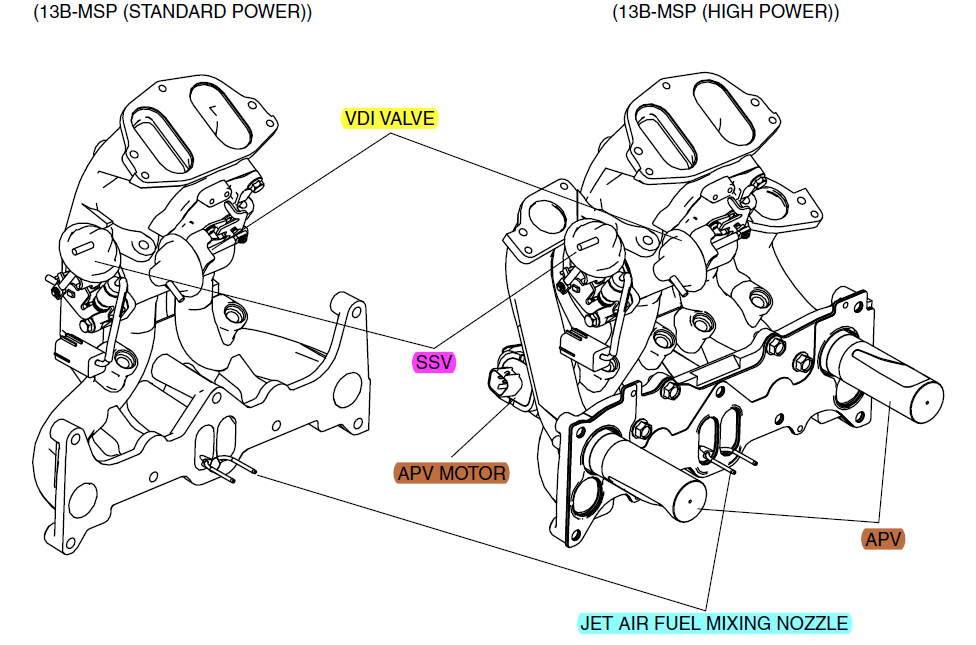 (13B-MSP (STANDARD POWER))
(13B-MSP (HIGH POWER))
VDI VALVE
SSV
APV MOTOR
APV
JET AIR FUEL MIXING NOZZLE